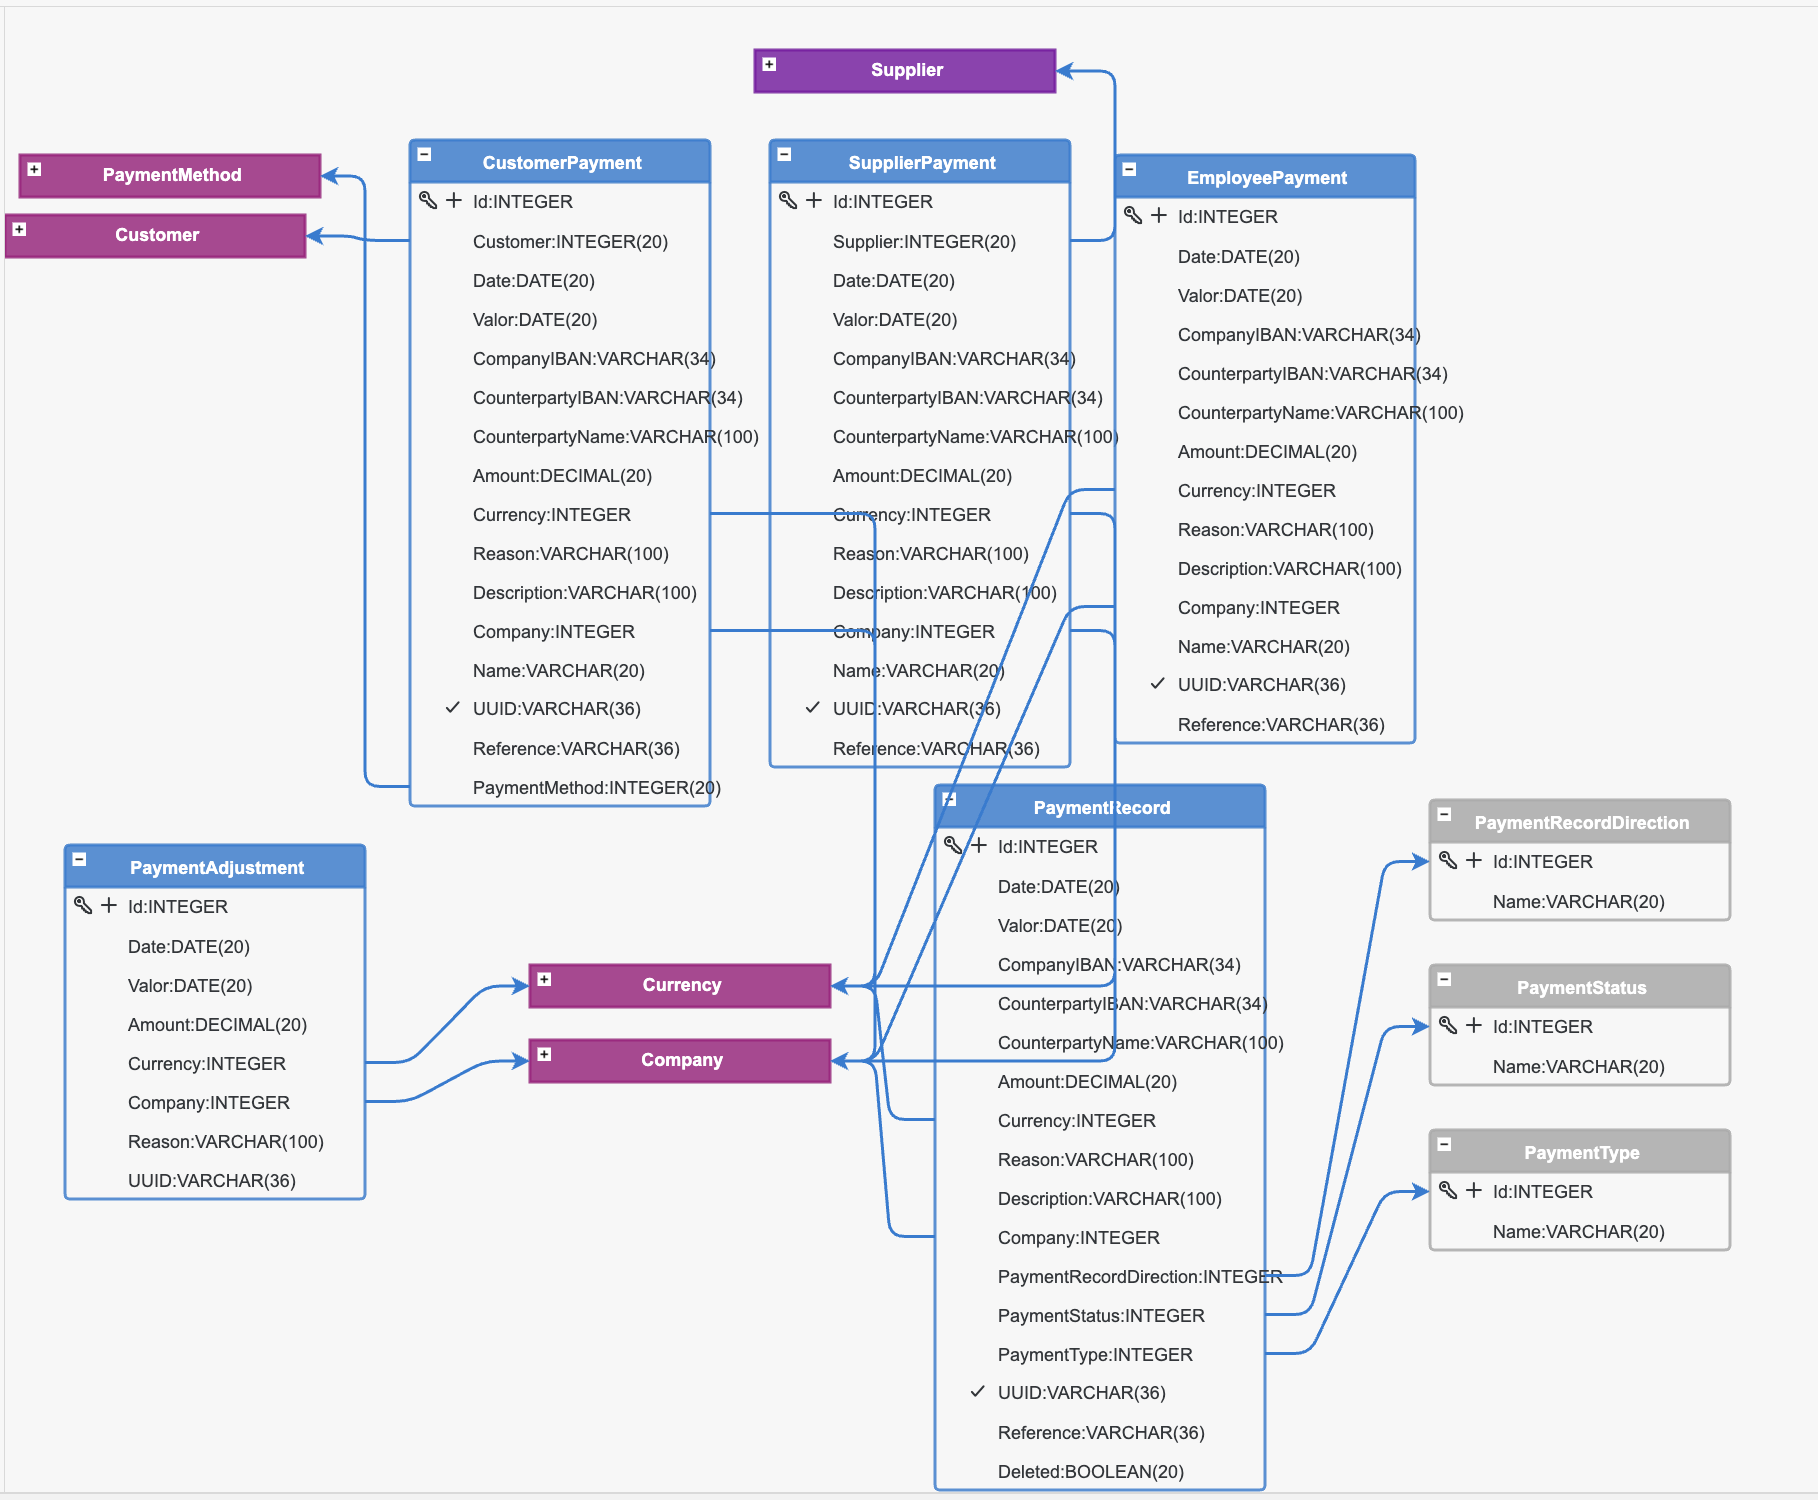 Supplier
PaymentMethod
Customer
CustomerPayment
Id:INTEGER
Customer:INTEGER(20)
Date:DATE(20)
Valor:DATE(20)
CompanyIBAN:VARCHAR(34)
CounterpartyIBAN:VARCHAR(34)
CounterpartyName:VARCHAR(100)
Amount:DECIMAL(20)
Currency:INTEGER
Reason:VARCHAR(100)
Description:VARCHAR(100)
Company:INTEGER
Name:VARCHAR(20)
UUID:VARCHAR(36)
Reference:VARCHAR(36)
PaymentMethod:INTEGER(20)
SupplierPayment
Id:INTEGER
Supplier:INTEGER(20)
Date:DATE(20)
Valor:DATE(20)
CompanyIBAN:VARCHAR(34)
CounterpartyIBAN:VARCHAR(34)
CounterpartyName:VARCHAR(100)
Amount:DECIMAL(20)
Currency:INTEGER
Reason:VARCHAR(100)
Description:VARCHAR(100)
Company:INTEGER
Name:VARCHAR(20)
UUID:VARCHAR(36)
Reference:VARCHAR(36)
EmployeePayment
Id:INTEGER
Date:DATE(20)
Valor:DATE(20)
CompanyIBAN:VARCHAR(34)
CounterpartyIBAN:VARCHAR(34)
CounterpartyName:VARCHAR(100)
Amount:DECIMAL(20)
Currency:INTEGER
Reason:VARCHAR(100)
Description:VARCHAR(100)
Company:INTEGER
Name:VARCHAR(20)
UUID:VARCHAR(36)
Reference:VARCHAR(36)
PaymentAdjustment
Id:INTEGER
Date:DATE(20)
Valor:DATE(20)
Amount:DECIMAL(20)
Currency:INTEGER
Company:INTEGER
Reason:VARCHAR(100)
UUID:VARCHAR(36)
Currency
Company
PaymentRecord
Id:INTEGER
Date:DATE(20)
Valor:DATE(20)
CompanyIBAN:VARCHAR(34)
CounterpartyIBAN:VARCHAR(34)
CounterpartyName:VARCHAR(100)
Amount:DECIMAL(20)
Currency:INTEGER
Reason:VARCHAR(100)
Description:VARCHAR(100)
Company:INTEGER
PaymentRecordDirection:INTEGER
PaymentStatus:INTEGER
PaymentType:INTEGER
UUID:VARCHAR(36)
Reference:VARCHAR(36)
Deleted:BOOLEAN(20)
PaymentRecordDirection
Id:INTEGER
Name:VARCHAR(20)
PaymentStatus
Id:INTEGER
Name:VARCHAR(20)
PaymentType
Id:INTEGER
Name:VARCHAR(20)